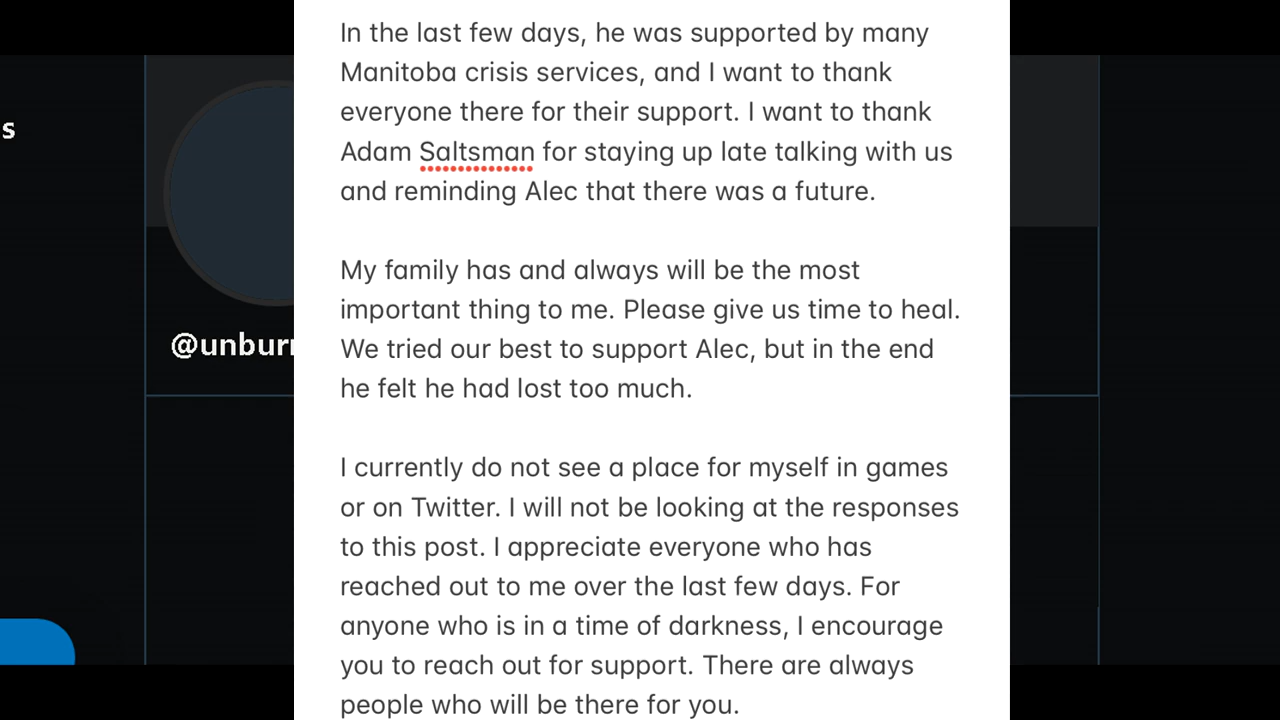 In the last few days, he was supported by many
Manitoba crisis services, and I want to thank
everyone there for their support. I want to thank
Adam Saltsman for staying up late talking with us
and reminding Alec that there was a future.
My family has and always will be the most
important thing to me. Please give us time to heal.
We tried our best to support Alec, but in the end
he felt he had lost too much.
I currently do not see a place for myself in games
or on Twitter. I will not be looking at the responses
to this post. I appreciate everyone who has
reached out to me over the last few days. For
anyone who is in a time of darkness, I encourage
you to reach out for support. There are always
people who will be there for you.
s
@unbur